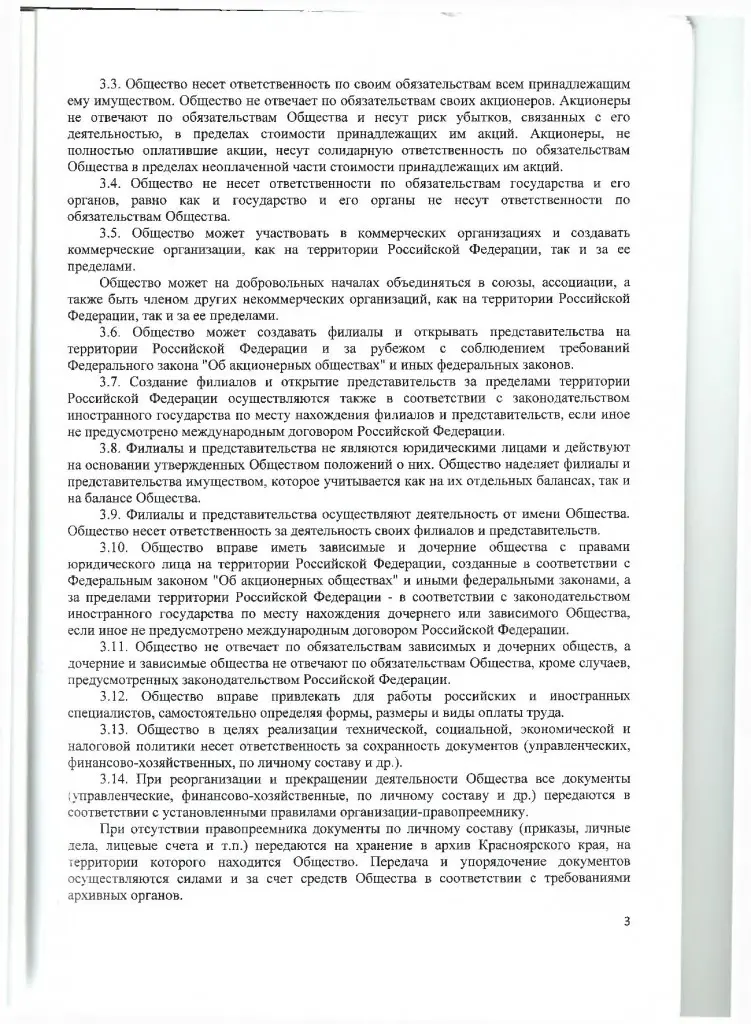 3.3. Общество несет ответственность по своим обязательствам всем принадлежащим
ему имуществом. Общество не отвечает по обязательствам своих акционеров. Акционеры
не отвечают по обязательствам Общества и несут риск убытков, связанных с его
деятельностью, в пределах стоимости принадлежащих им акций. Акционеры, не
полностью оплатившие акции, несут солидарную ответственность по обязательствам
Общества в пределах неоплаченной части стоимости принадлежащих им акций.
3.4. Общество не несет ответственности по обязательствам государства и его
органов, равно как и государство и его органы не несут ответственности по
обязательствам Общества.
3.5. Общество может участвовать в коммерческих организациях и создавать
коммерческие организации, как на территории Российской Федерации, так и за ее
пределами.
Общество может на добровольных началах объединяться в союзы, ассоциации, а
также быть членом других некоммерческих организаций, как на территории Российской
Федерации, так и за ее пределами.
3.6. Общество может создавать филиалы и открывать представительства на
территории Российской Федерации и за рубежом с соблюдением требований
Федерального закона "Об акционерных обществах" и иных федеральных законов.
3.7. Создание филиалов и открытие представительств за пределами территории
Российской Федерации осуществляются также в соответствии с законодательством
иностранного государства по месту нахождения филиалов и представительств, если иное
не предусмотрено международным договором Российской Федерации.
3.8. Филиалы и представительства не являются юридическими лицами и действуют
на основании утвержденных Обществом положений о них. Общество наделяет филиалы и
представительства имуществом, которое учитывается как на их отдельных балансах, так и
на балансе Общества.
3.9. Филиалы и представительства осуществляют деятельность от имени Общества.
Общество несет ответственность за деятельность своих филиалов и представительств.
3.10. Общество вправе иметь зависимые и дочерние общества с правами
юридического лица на территории Российской Федерации, созданные в соответствии с
Федеральным законом "Об акционерных обществах" и иными федеральными законами, а
за пределами территории Российской Федерации - в соответствии с законодательством
иностранного государства по месту нахождения дочернего или зависимого Общества,
если иное не предусмотрено международным договором Российской Федерации.
3.11. Общество не отвечает по обязательствам зависимых и дочерних обществ, а
дочерние и зависимые общества не отвечают по обязательствам Общества, кроме случаев,
предусмотренных законодательством Российской Федерации.
3.12. Общество вправе привлекать для работы российских и иностранных
специалистов, самостоятельно определяя формы, размеры и виды оплаты труда.
3.13. Общество в целях реализации технической, социальной, экономической и
налоговой политики несет ответственность за сохранность документов (управленческих,
финансово-хозяйственных, по личному составу и др.).
3.14. При реорганизации и прекращении деятельности Общества все документы
(управленческие, финансово-хозяйственные, по личному составу и др.) передаются в
соответствии с установленными правилами организации-правопреемнику.
При отсутствии правопреемника документы по личному составу (приказы, личные
дела, лицевые счета и т.п.) передаются на хранение в архив Красноярского края, на
территории которого находится Общество. Передача и упорядочение документов
осуществляются силами и за счет средств Общества в соответствии с требованиями
архивных органов.
3